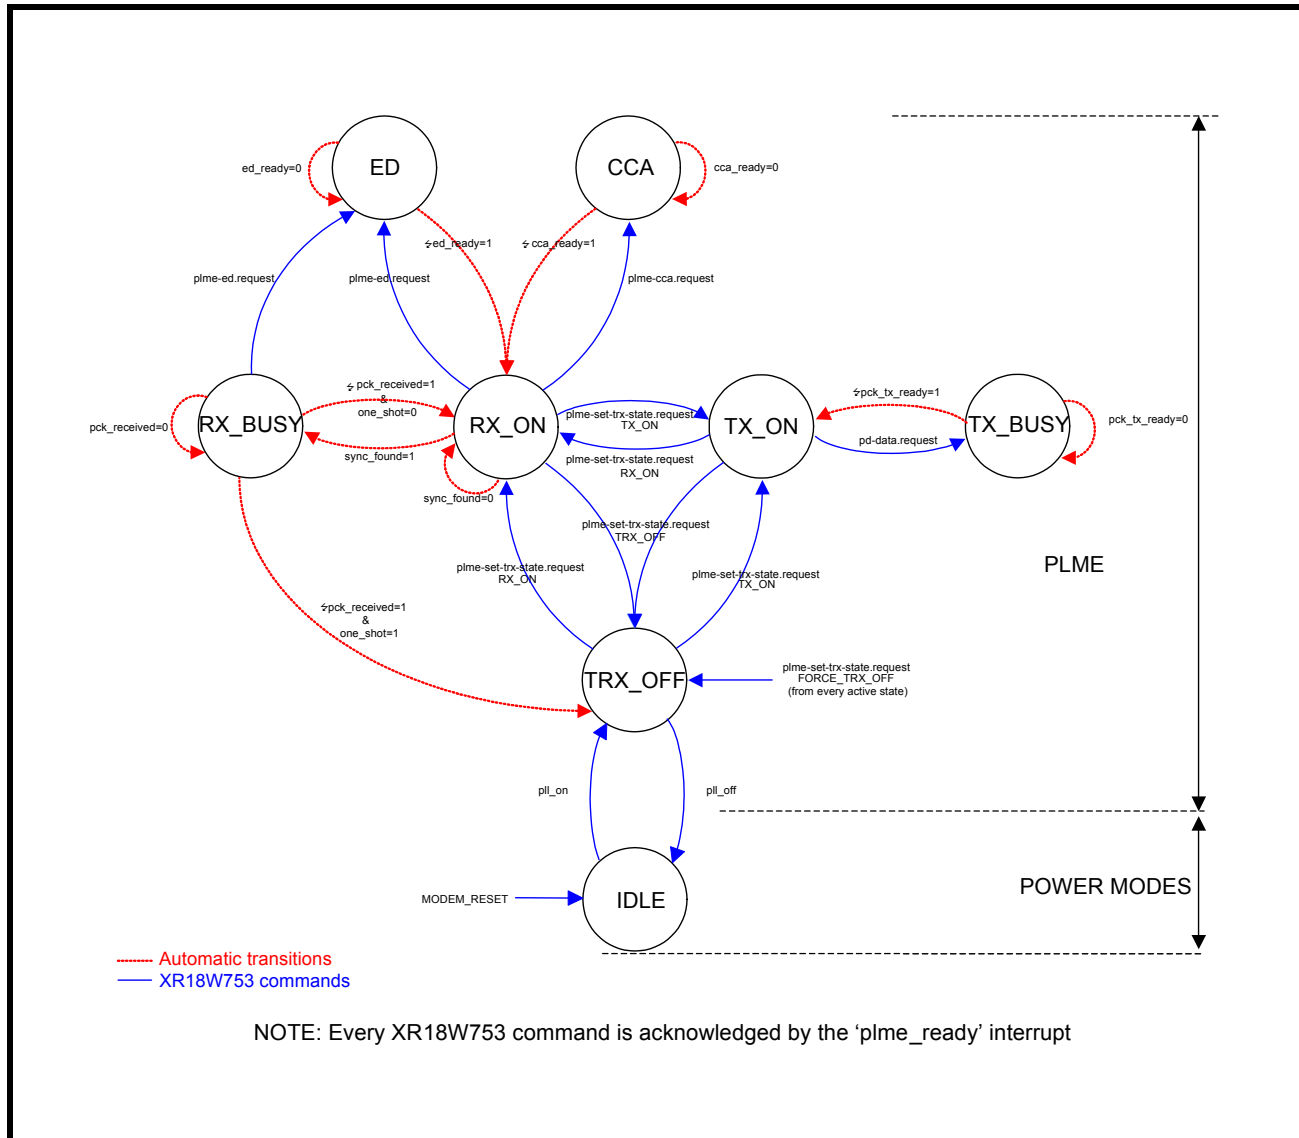 ED
CCA
ed_ready=0
cca_ready=0
ed_ready=1
cca_ready=1
plme-ed.request
plme-ed.request
plme-cca.request
pck_received=1
&
one_shot=0
pck_tx_ready=1
plme-set-trx-state.request
TX_ON
RX_BUSY
RX_ON
TX_ON
TX_BUSY
pck_received=0
pck_tx_ready=0
pd-data.request
sync_found=1
plme-set-trx-state.request
RX_ON
sync_found=0
plme-set-trx-state.request
TRX_OFF
plme-set-trx-state.request
RX_ON
plme-set-trx-state.request
TX_ON
PLME
pck_received=1
&
one_shot=1
TRX_OFF
plme-set-trx-state.request
FORCE_TRX_OFF
(from every active state)
pll_on
pll_off
MODEM_RESET
IDLE
POWER MODES
Automatic transitions
XR18W753 commands
NOTE: Every XR18W753 command is acknowledged by the ‘plme_ready’ interrupt